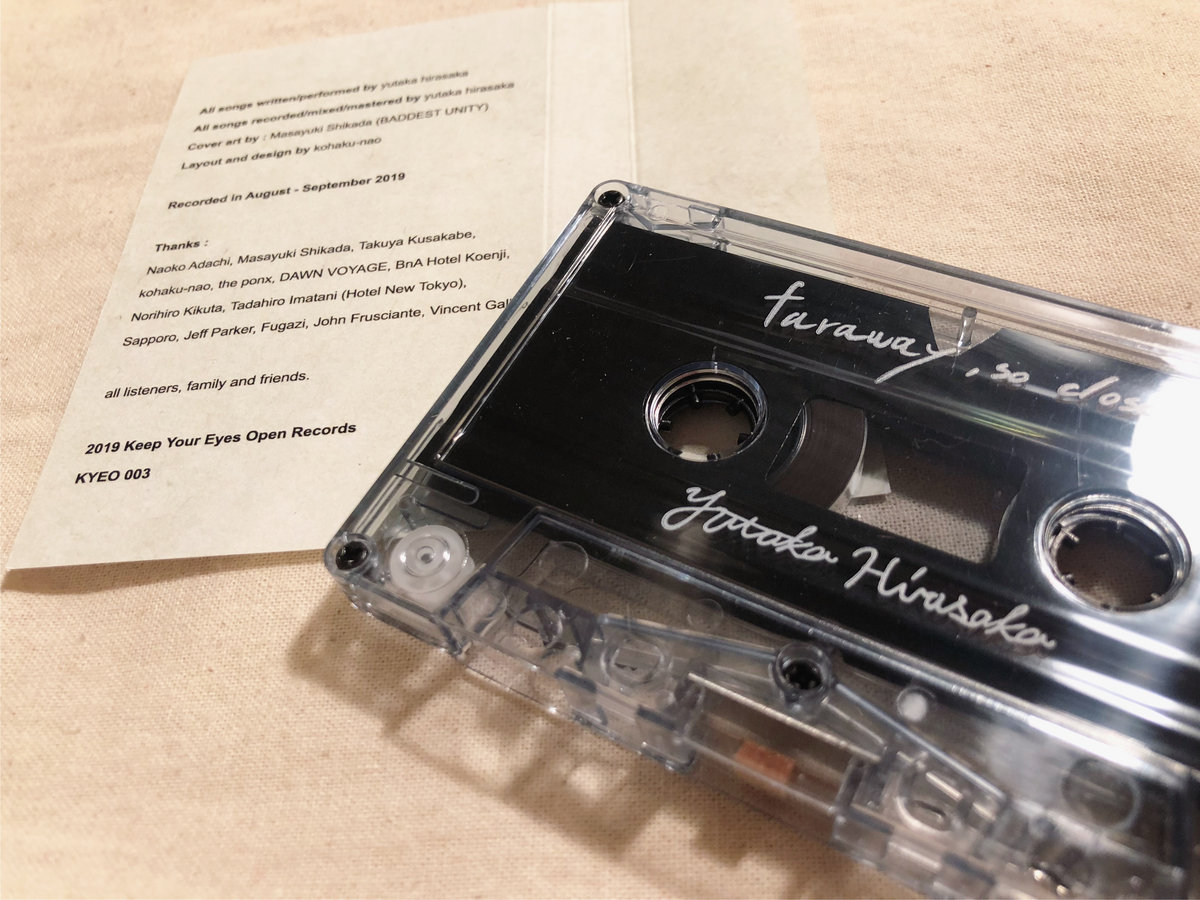 All songs written/performed by yutaka hirasaka
All songs recorded/mixed/mastered by yutaka hirasaka
Cover art by : Masayuki Shikada (BADDEST UNITY)
Layout and design by kohaku-nao
Recorded in August - September 2019
Thanks :
Naoko Adachi, Masayuki Shikada, Takuya Kusakabe,
kohaku-nao, the ponx, DAWN VOYAGE, BnA Hotel Koenji,
Norihiro Kikuta, Tadahiro Imatani (Hotel New Tokyo),
Sapporo, Jeff Parker, Fugazi, John Frusciante, Vincent
all listeners, family and friends.
2019 Keep Your Eyes Open Records
KYEO 003
faraway, so
Yutaka Hirasaka